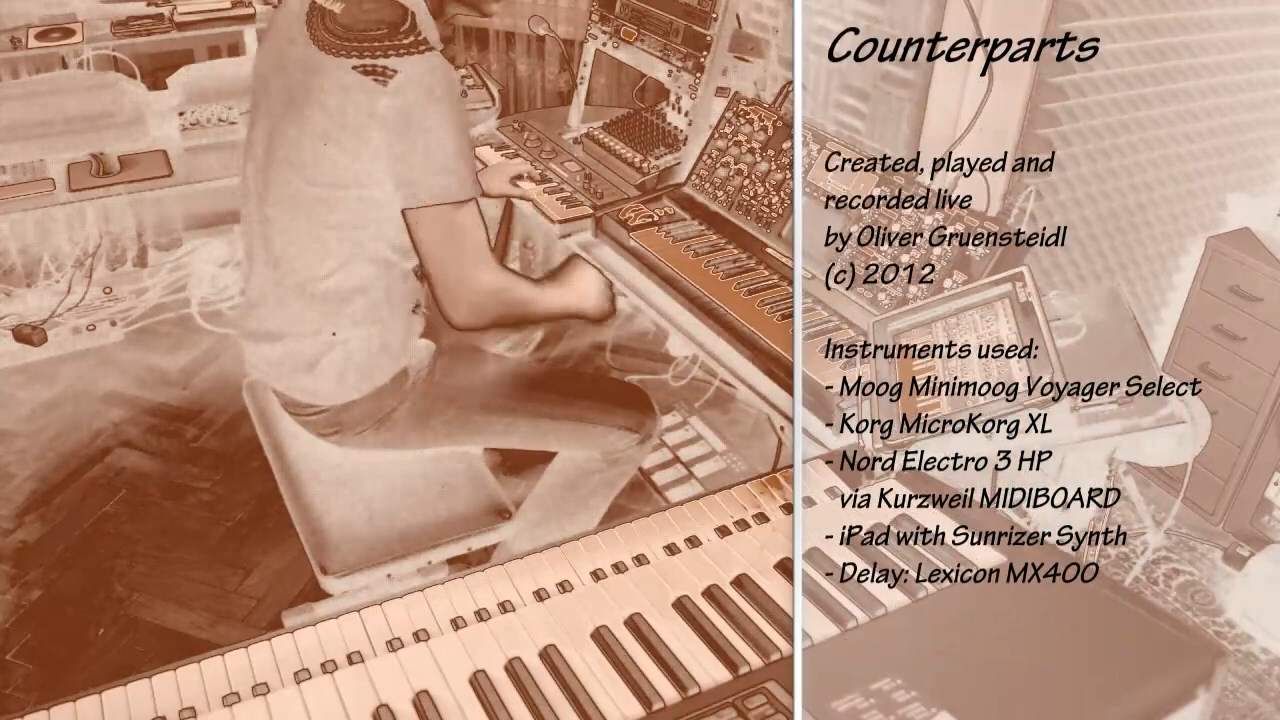 Counterparts
Created, played and
recorded live
by Oliver Gruensteidl
(c) 2012
Instruments used:
- Moog Minimoog Voyager Select
- Korg MicroKorg XL
- Nord Electro 3 HP
via Kurzweil MIDIBOARD
- iPad with Sunrizer Synth
- Delay: Lexicon MX400